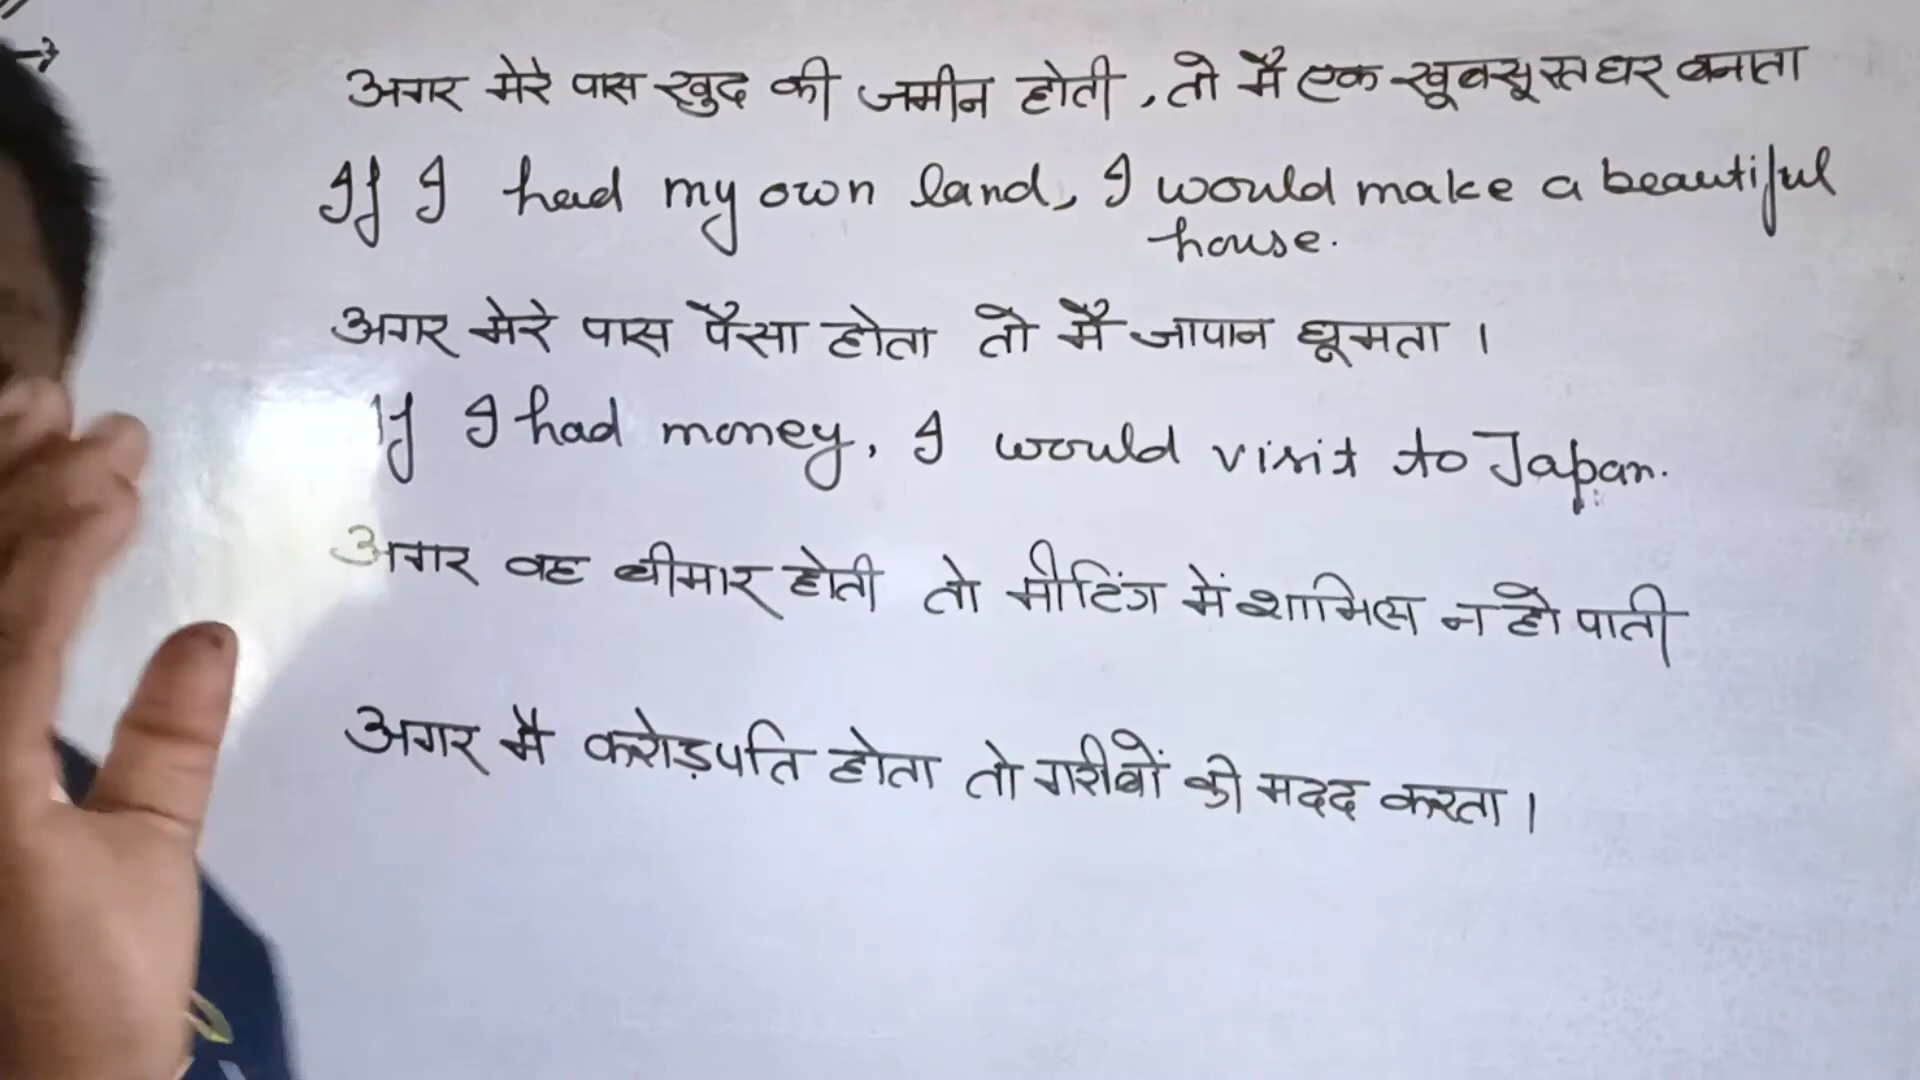 अगर मेरे पास खुद की जमीन होती, तो मै एक खूबसूरत घर बनाता
If I had my own land, I would make a beautiful
house.
अगर मेरे पास पैसा होता तो मै जापान घूमता ।
If I had money, I would visit to Japan.
अगर वह बीमार होती तो मीटिंग में शामिल न हो पाती
अगर मै करोड़पति होता तो गरीबों की मदद करता ।